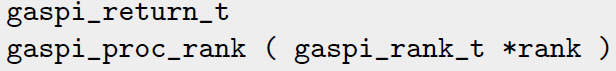 gaspi_return_t
gaspi_proc_rank ( gaspi_rank_t *rank )